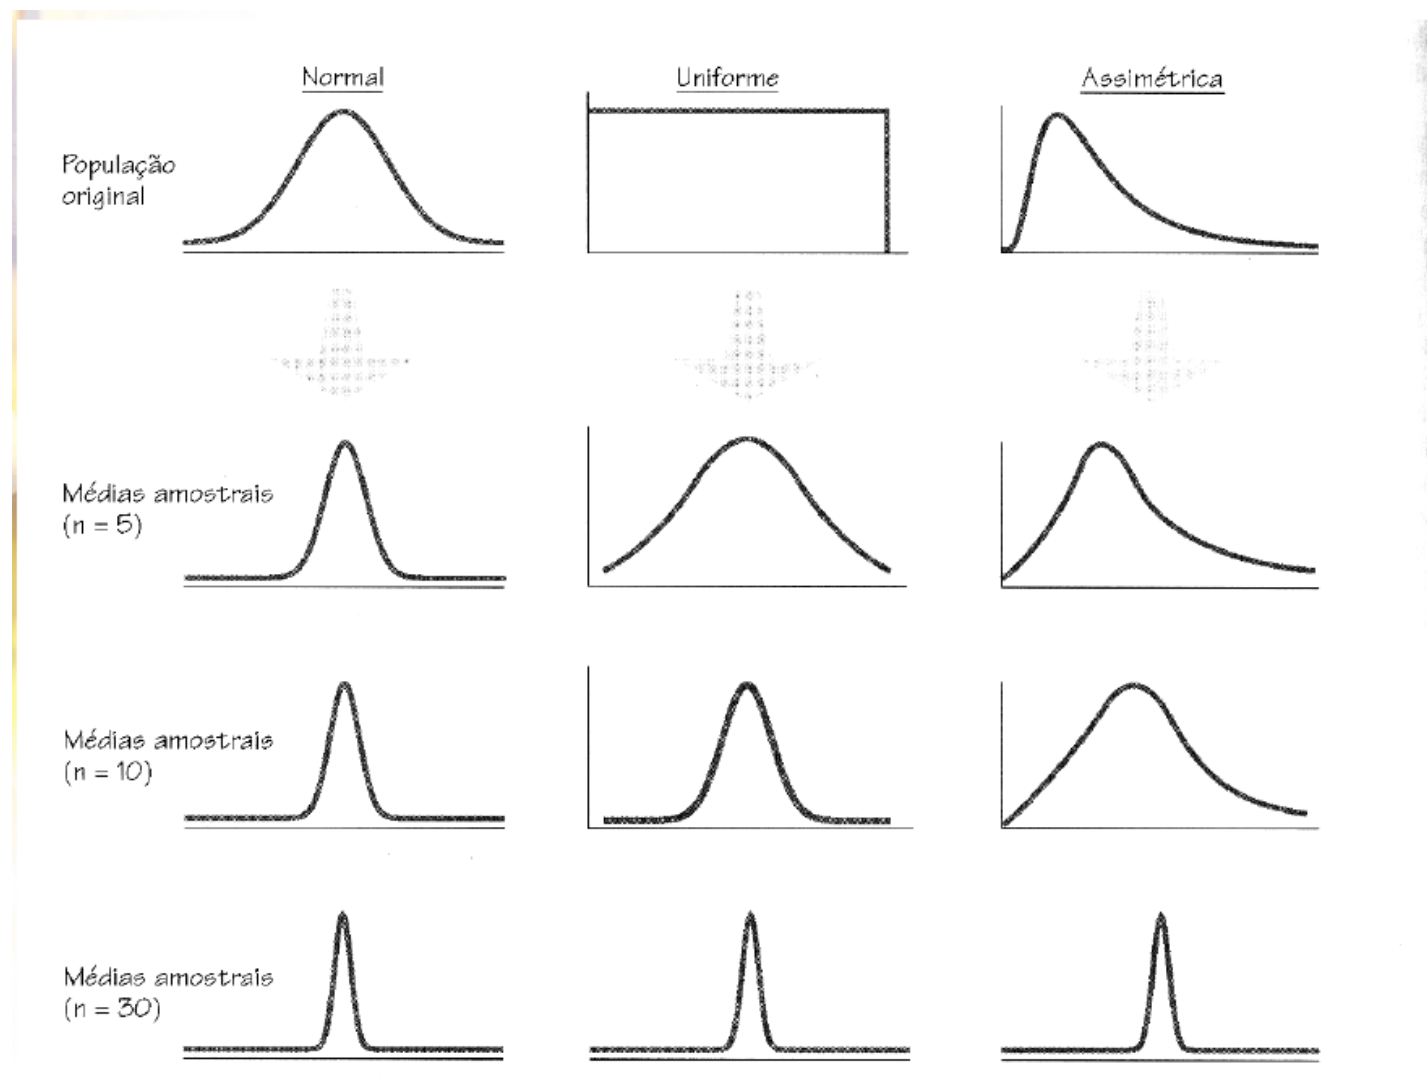 Normal
Uniforme
Assimétrica
População
original
Médias amostrais
(n = 5)
Médias amostrais
(n = 10)
Médias amostrais
(n = 30)